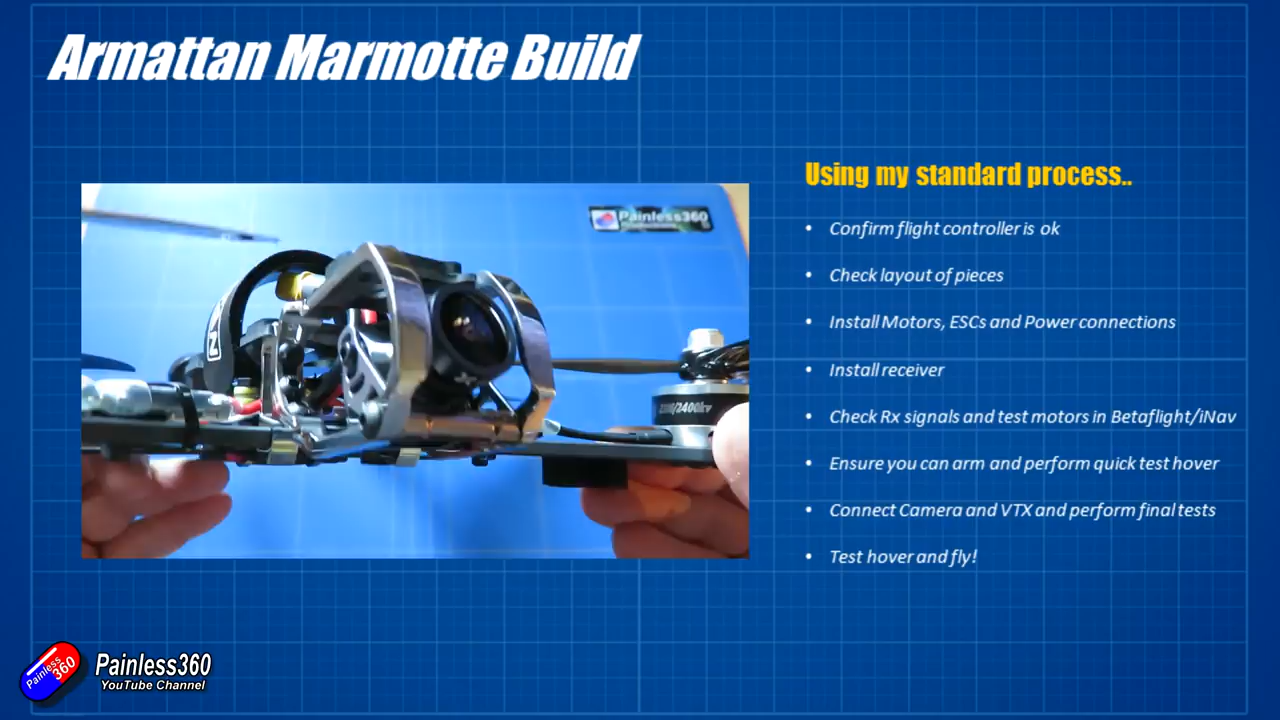 Armattan Marmotte Build
Using my standard process..
• Confirm flight controller is ok
• Check layout of pieces
• Install Motors, ESCs and Power connections
• Install receiver
• Check Rx signals and test motors in Betaflight/iNav
• Ensure you can arm and perform quick test hover
• Connect Camera and VTX and perform final tests
• Test hover and fly!
Painless360
/2400kv
Painless
360
Painless360
YouTube Channel